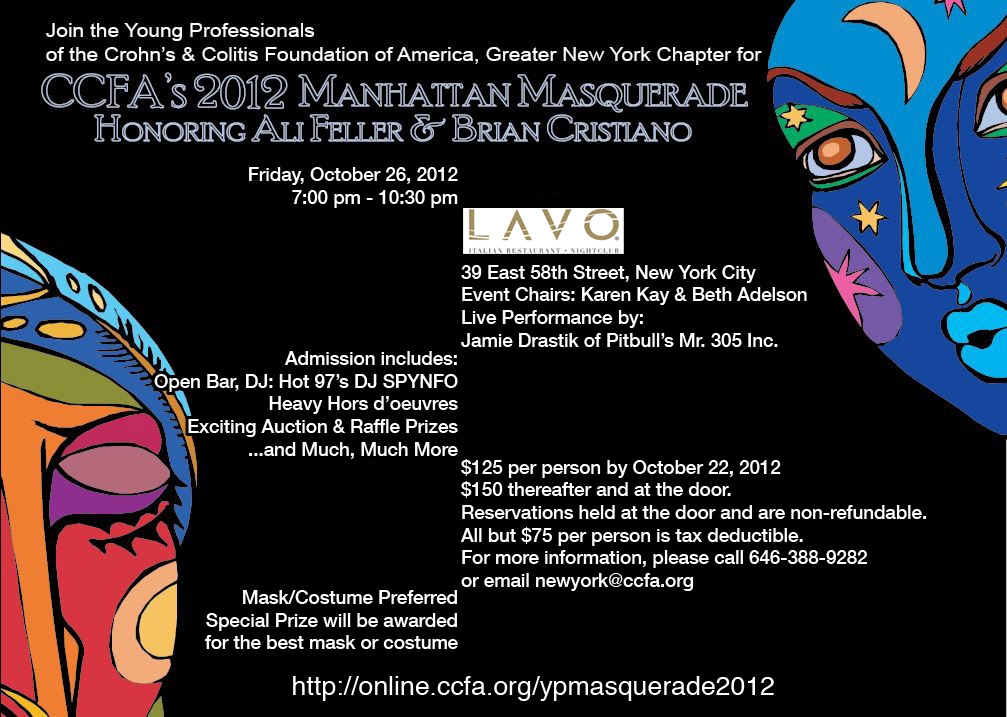 Join the Young Professionals
of the Crohn's & Colitis Foundation of America, Greater New York Chapter for
CCFA's 2012 Manhattan Masquerade
Honoring Ali Feller & Brian Cristiano
Friday, October 26, 2012
7:00 pm - 10:30 pm
LAVO
ITALIAN RESTAURANT • NIGHTCLUB
39 East 58th Street, New York City
Event Chairs: Karen Kay & Beth Adelson
Live Performance by:
Jamie Drastik of Pitbull's Mr. 305 Inc.
Admission includes:
Open Bar, DJ: Hot 97's DJ SPYNFO
Heavy Hors d'oeuvres
Exciting Auction & Raffle Prizes
...and Much, Much More
$125 per person by October 22, 2012
$150 thereafter and at the door.
Reservations held at the door and are non-refundable.
All but $75 per person is tax deductible.
For more information, please call 646-388-9282
or email newyork@ccfa.org
Mask/Costume Preferred
Special Prize will be awarded
for the best mask or costume
http://online.ccfa.org/ypmasquerade2012